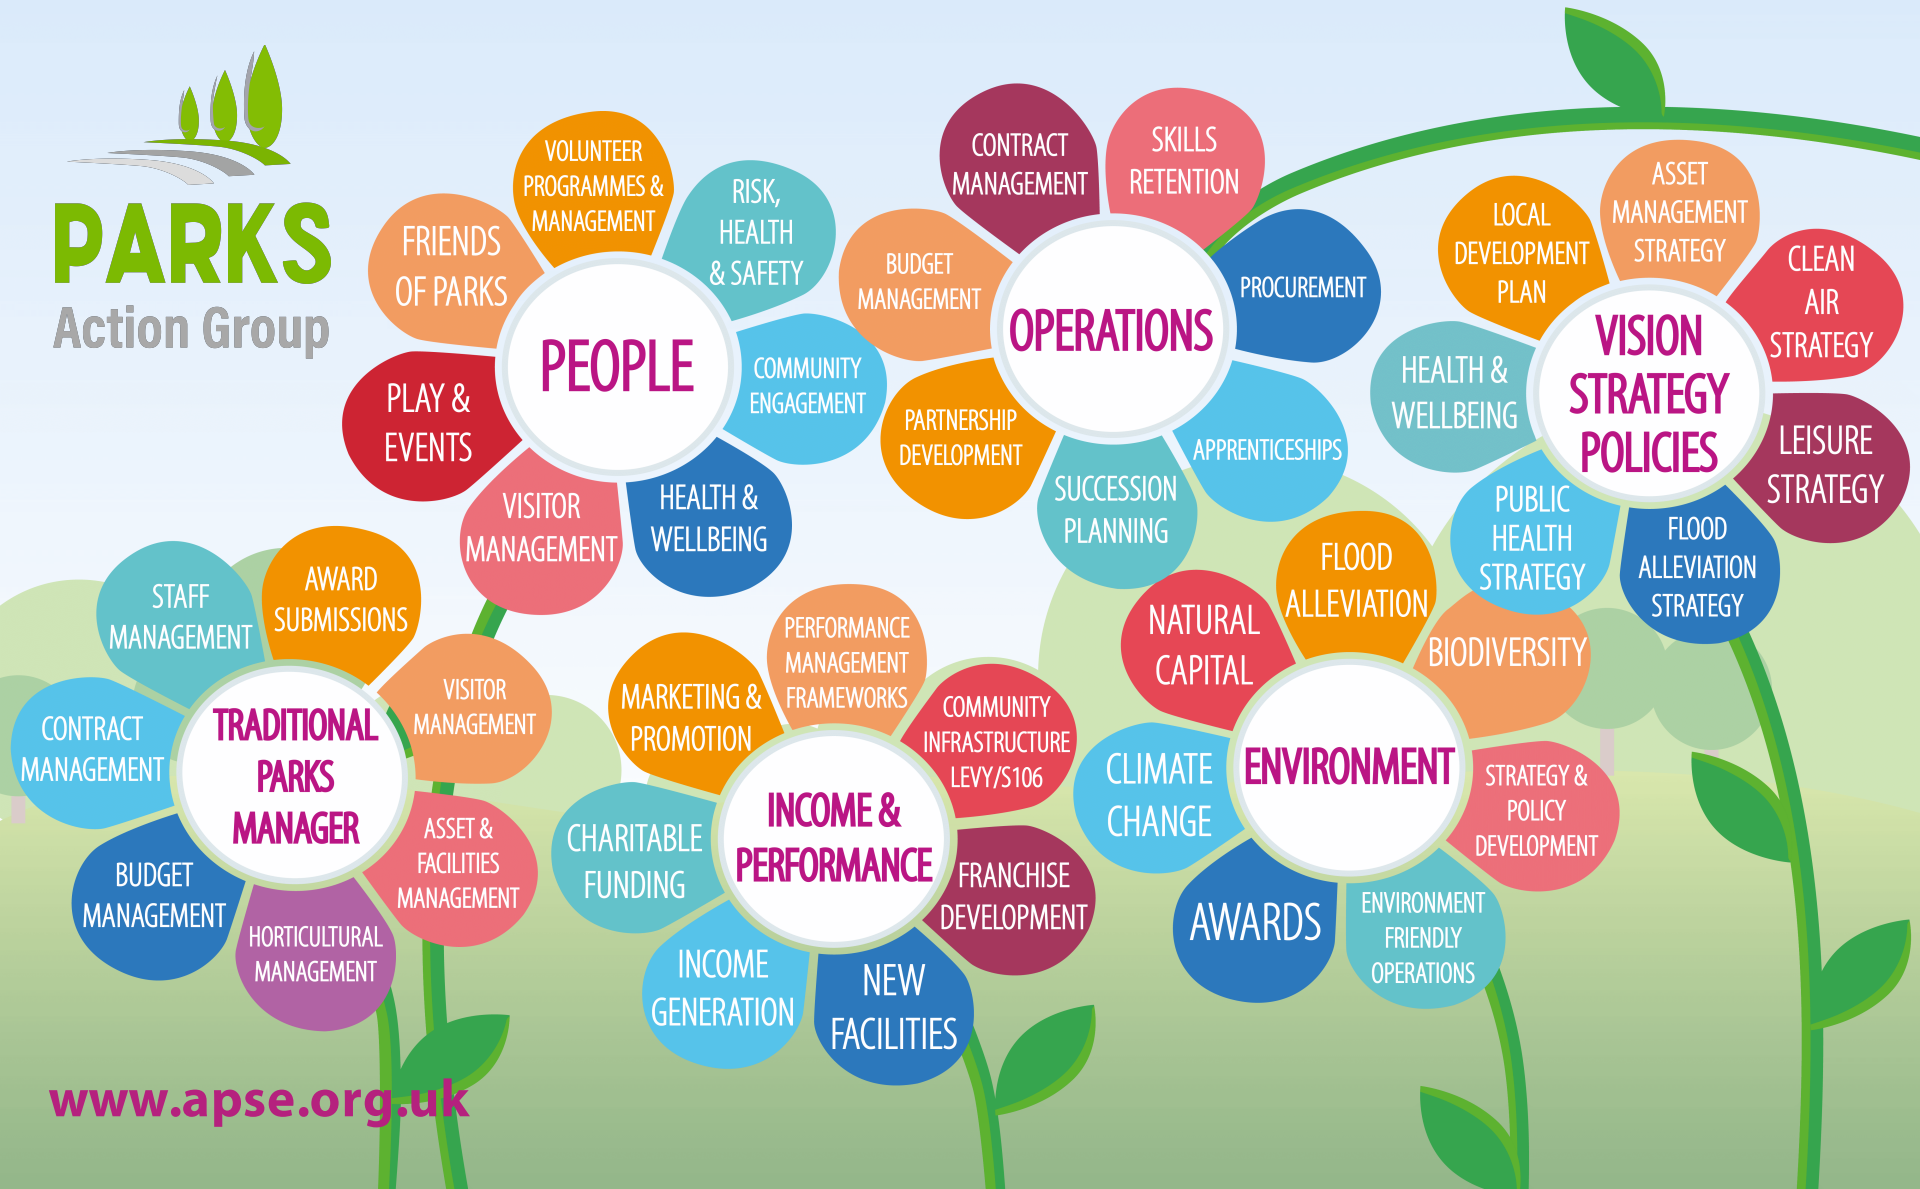 PARKS
Action Group
PEOPLE
VOLUNTEER
PROGRAMMES &
MANAGEMENT
RISK,
HEALTH
& SAFETY
COMMUNITY
ENGAGEMENT
HEALTH &
WELLBEING
VISITOR
MANAGEMENT
PLAY &
EVENTS
FRIENDS
OF PARKS
OPERATIONS
CONTRACT
MANAGEMENT
SKILLS
RETENTION
PROCUREMENT
APPRENTICESHIPS
SUCCESSION
PLANNING
PARTNERSHIP
DEVELOPMENT
BUDGET
MANAGEMENT
VISION
STRATEGY
POLICIES
LOCAL
DEVELOPMENT
PLAN
ASSET
MANAGEMENT
STRATEGY
CLEAN
AIR
STRATEGY
LEISURE
STRATEGY
FLOOD
ALLEVIATION
STRATEGY
PUBLIC
HEALTH
STRATEGY
HEALTH &
WELLBEING
TRADITIONAL
PARKS
MANAGER
STAFF
MANAGEMENT
AWARD
SUBMISSIONS
VISITOR
MANAGEMENT
ASSET &
FACILITIES
MANAGEMENT
HORTICULTURAL
MANAGEMENT
BUDGET
MANAGEMENT
CONTRACT
MANAGEMENT
INCOME &
PERFORMANCE
MARKETING &
PROMOTION
PERFORMANCE
MANAGEMENT
FRAMEWORKS
COMMUNITY
INFRASTRUCTURE
LEVY/S106
FRANCHISE
DEVELOPMENT
NEW
FACILITIES
INCOME
GENERATION
CHARITABLE
FUNDING
ENVIRONMENT
NATURAL
CAPITAL
FLOOD
ALLEVIATION
BIODIVERSITY
STRATEGY &
POLICY
DEVELOPMENT
ENVIRONMENT
FRIENDLY
OPERATIONS
AWARDS
CLIMATE
CHANGE
www.apse.org.uk